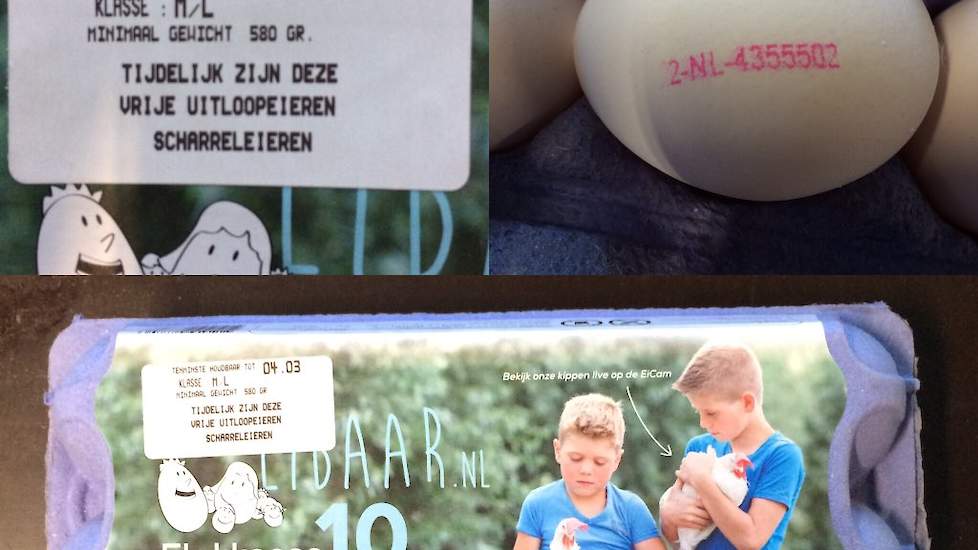 KLASSE : M/L
MINIMAAL GEWICHT 580 GR.
TIJDELIJK ZIJN DEZE
VRIJE UITLOOPEIEREN
SCHARRELEIEREN
2-NL-4355502
TENMINSTE HOUDBAAR TOT 04.03
KLASSE M/L
MINIMAAL GEWICHT 580 GR
TIJDELIJK ZIJN DEZE
VRIJE UITLOOPEIEREN
SCHARRELEIEREN
Bekijk onze kippen live op de EiCam
EIBAAR.NL
10